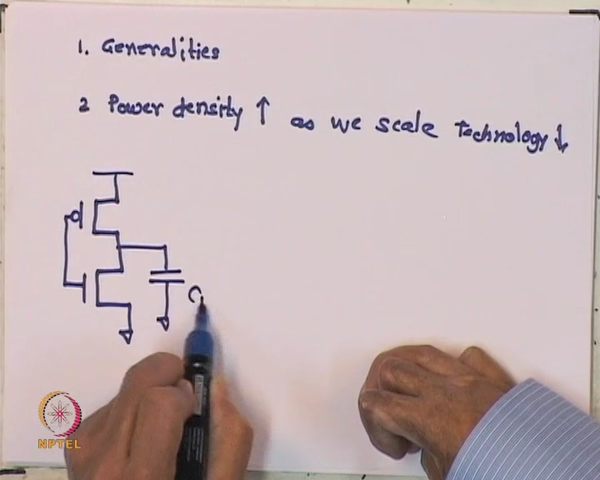 1. Generalities
2 Power density ↑ as we scale Technology ↓
C
NPTEL